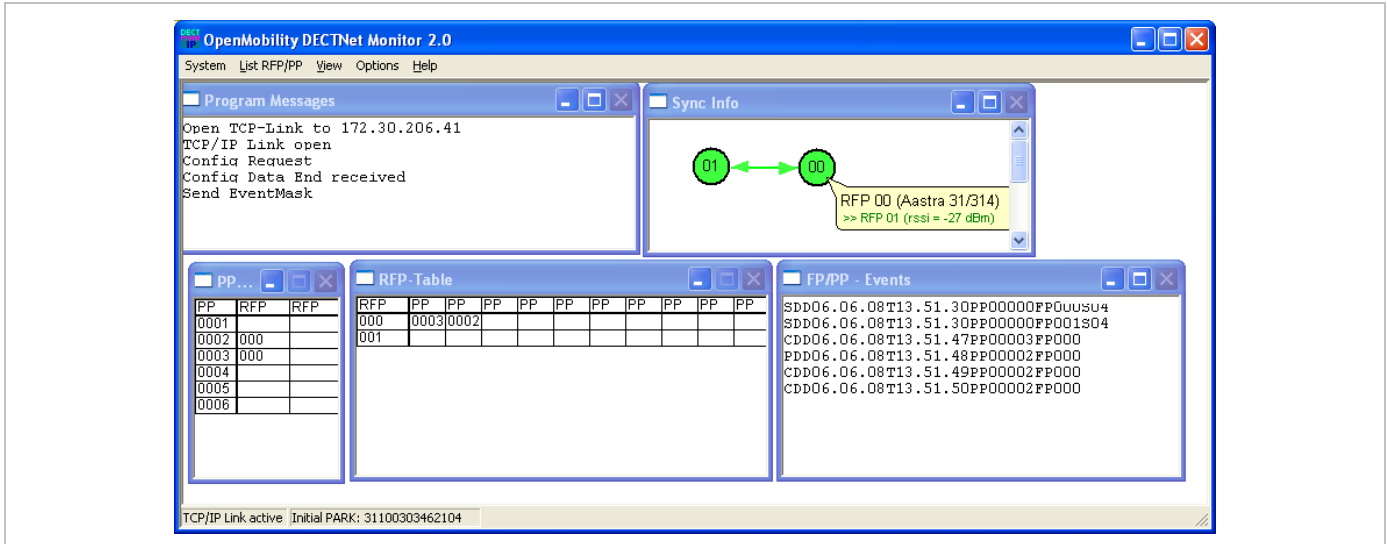 DECT
IP
OpenMobility DECTNet Monitor 2.0
System List RFP/PP View Options Help
Program Messages
Open TCP-Link to 172.30.206.41
TCP/IP Link open
Config Request
Config Data End received
Send EventMask
Sync Info
01
00
RFP 00 (Aastra 31/314)
>> RFP 01 (rssi = -27 dBm)
PP...
PP RFP RFP
0001
0002 000
0003 000
0004
0005
0006
RFP-Table
RFP PP PP PP PP PP PP PP PP PP PP
000 0003 0002
001
FP/PP - Events
SDD06.06.08T13.51.30PP00000FP000S04
SDD06.06.08T13.51.30PP00000FP001S04
CDD06.06.08T13.51.47PP00003FP000
PDD06.06.08T13.51.48PP00002FP000
CDD06.06.08T13.51.49PP00002FP000
CDD06.06.08T13.51.50PP00002FP000
TCP/IP Link active Initial PARK: 31100303462104